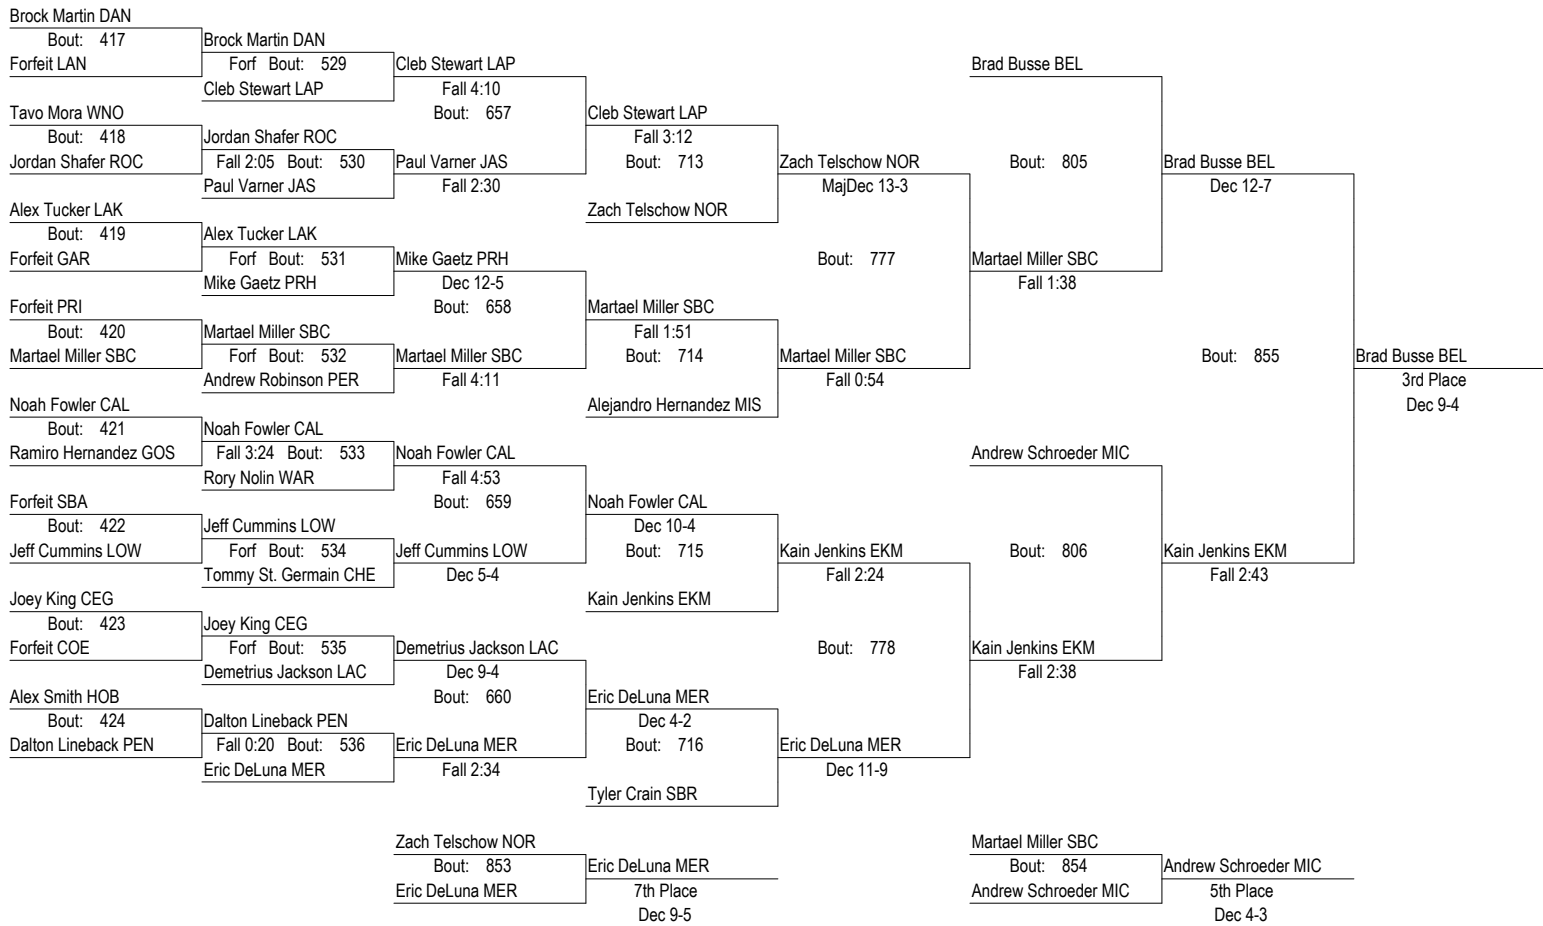 Brock Martin DAN
Bout: 417
Forfeit LAN
Tavo Mora WNO
Bout: 418
Jordan Shafer ROC
Alex Tucker LAK
Bout: 419
Forfeit GAR
Forfeit PRI
Bout: 420
Martael Miller SBC
Noah Fowler CAL
Bout: 421
Ramiro Hernandez GOS
Forfeit SBA
Bout: 422
Jeff Cummins LOW
Joey King CEG
Bout: 423
Forfeit COE
Alex Smith HOB
Bout: 424
Dalton Lineback PEN
Brock Martin DAN
Forf Bout: 529
Cleb Stewart LAP
Jordan Shafer ROC
Fall 2:05 Bout: 530
Paul Varner JAS
Alex Tucker LAK
Forf Bout: 531
Mike Gaetz PRH
Martael Miller SBC
Forf Bout: 532
Andrew Robinson PER
Noah Fowler CAL
Fall 3:24 Bout: 533
Rory Nolin WAR
Jeff Cummins LOW
Forf Bout: 534
Tommy St. Germain CHE
Joey King CEG
Forf Bout: 535
Demetrius Jackson LAC
Dalton Lineback PEN
Fall 0:20 Bout: 536
Eric DeLuna MER
Cleb Stewart LAP
Fall 4:10
Bout: 657
Paul Varner JAS
Fall 2:30
Mike Gaetz PRH
Dec 12-5
Bout: 658
Martael Miller SBC
Fall 4:11
Noah Fowler CAL
Fall 4:53
Bout: 659
Jeff Cummins LOW
Dec 5-4
Demetrius Jackson LAC
Dec 9-4
Bout: 660
Eric DeLuna MER
Fall 2:34
Cleb Stewart LAP
Fall 3:12
Bout: 713
Zach Telschow NOR
Martael Miller SBC
Fall 1:51
Bout: 714
Alejandro Hernandez MIS
Noah Fowler CAL
Dec 10-4
Bout: 715
Kain Jenkins EKM
Eric DeLuna MER
Dec 4-2
Bout: 716
Tyler Crain SBR
Zach Telschow NOR
MajDec 13-3
Bout: 777
Martael Miller SBC
Fall 0:54
Kain Jenkins EKM
Fall 2:24
Bout: 778
Eric DeLuna MER
Dec 11-9
Brad Busse BEL
Bout: 805
Martael Miller SBC
Fall 1:38
Andrew Schroeder MIC
Bout: 806
Kain Jenkins EKM
Fall 2:38
Brad Busse BEL
Dec 12-7
Bout: 855
Kain Jenkins EKM
Fall 2:43
Brad Busse BEL
3rd Place
Dec 9-4
Zach Telschow NOR
Bout: 853
Eric DeLuna MER
Eric DeLuna MER
7th Place
Dec 9-5
Martael Miller SBC
Bout: 854
Andrew Schroeder MIC
Andrew Schroeder MIC
5th Place
Dec 4-3